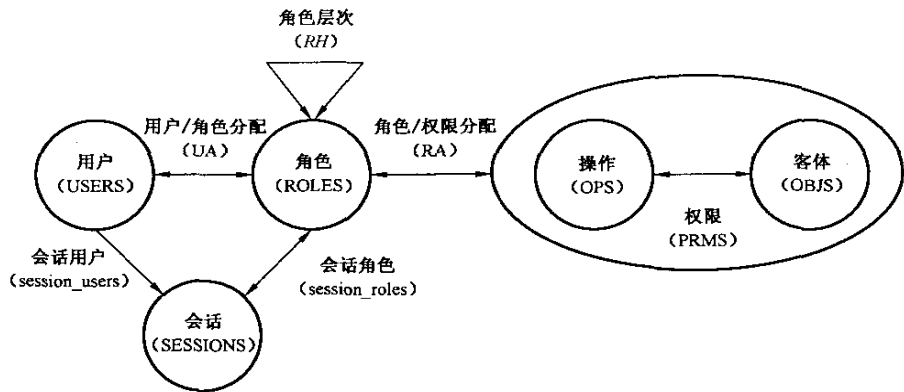 角色层次
（RH）
用户/角色分配
（UA）
角色/权限分配
（RA）
用户
（USERS）
角色
（ROLES）
操作
（OPS）
客体
（OBJS）
权限
（PRMS）
会话用户
（session_users）
会话角色
（session_roles）
会话
（SESSIONS）